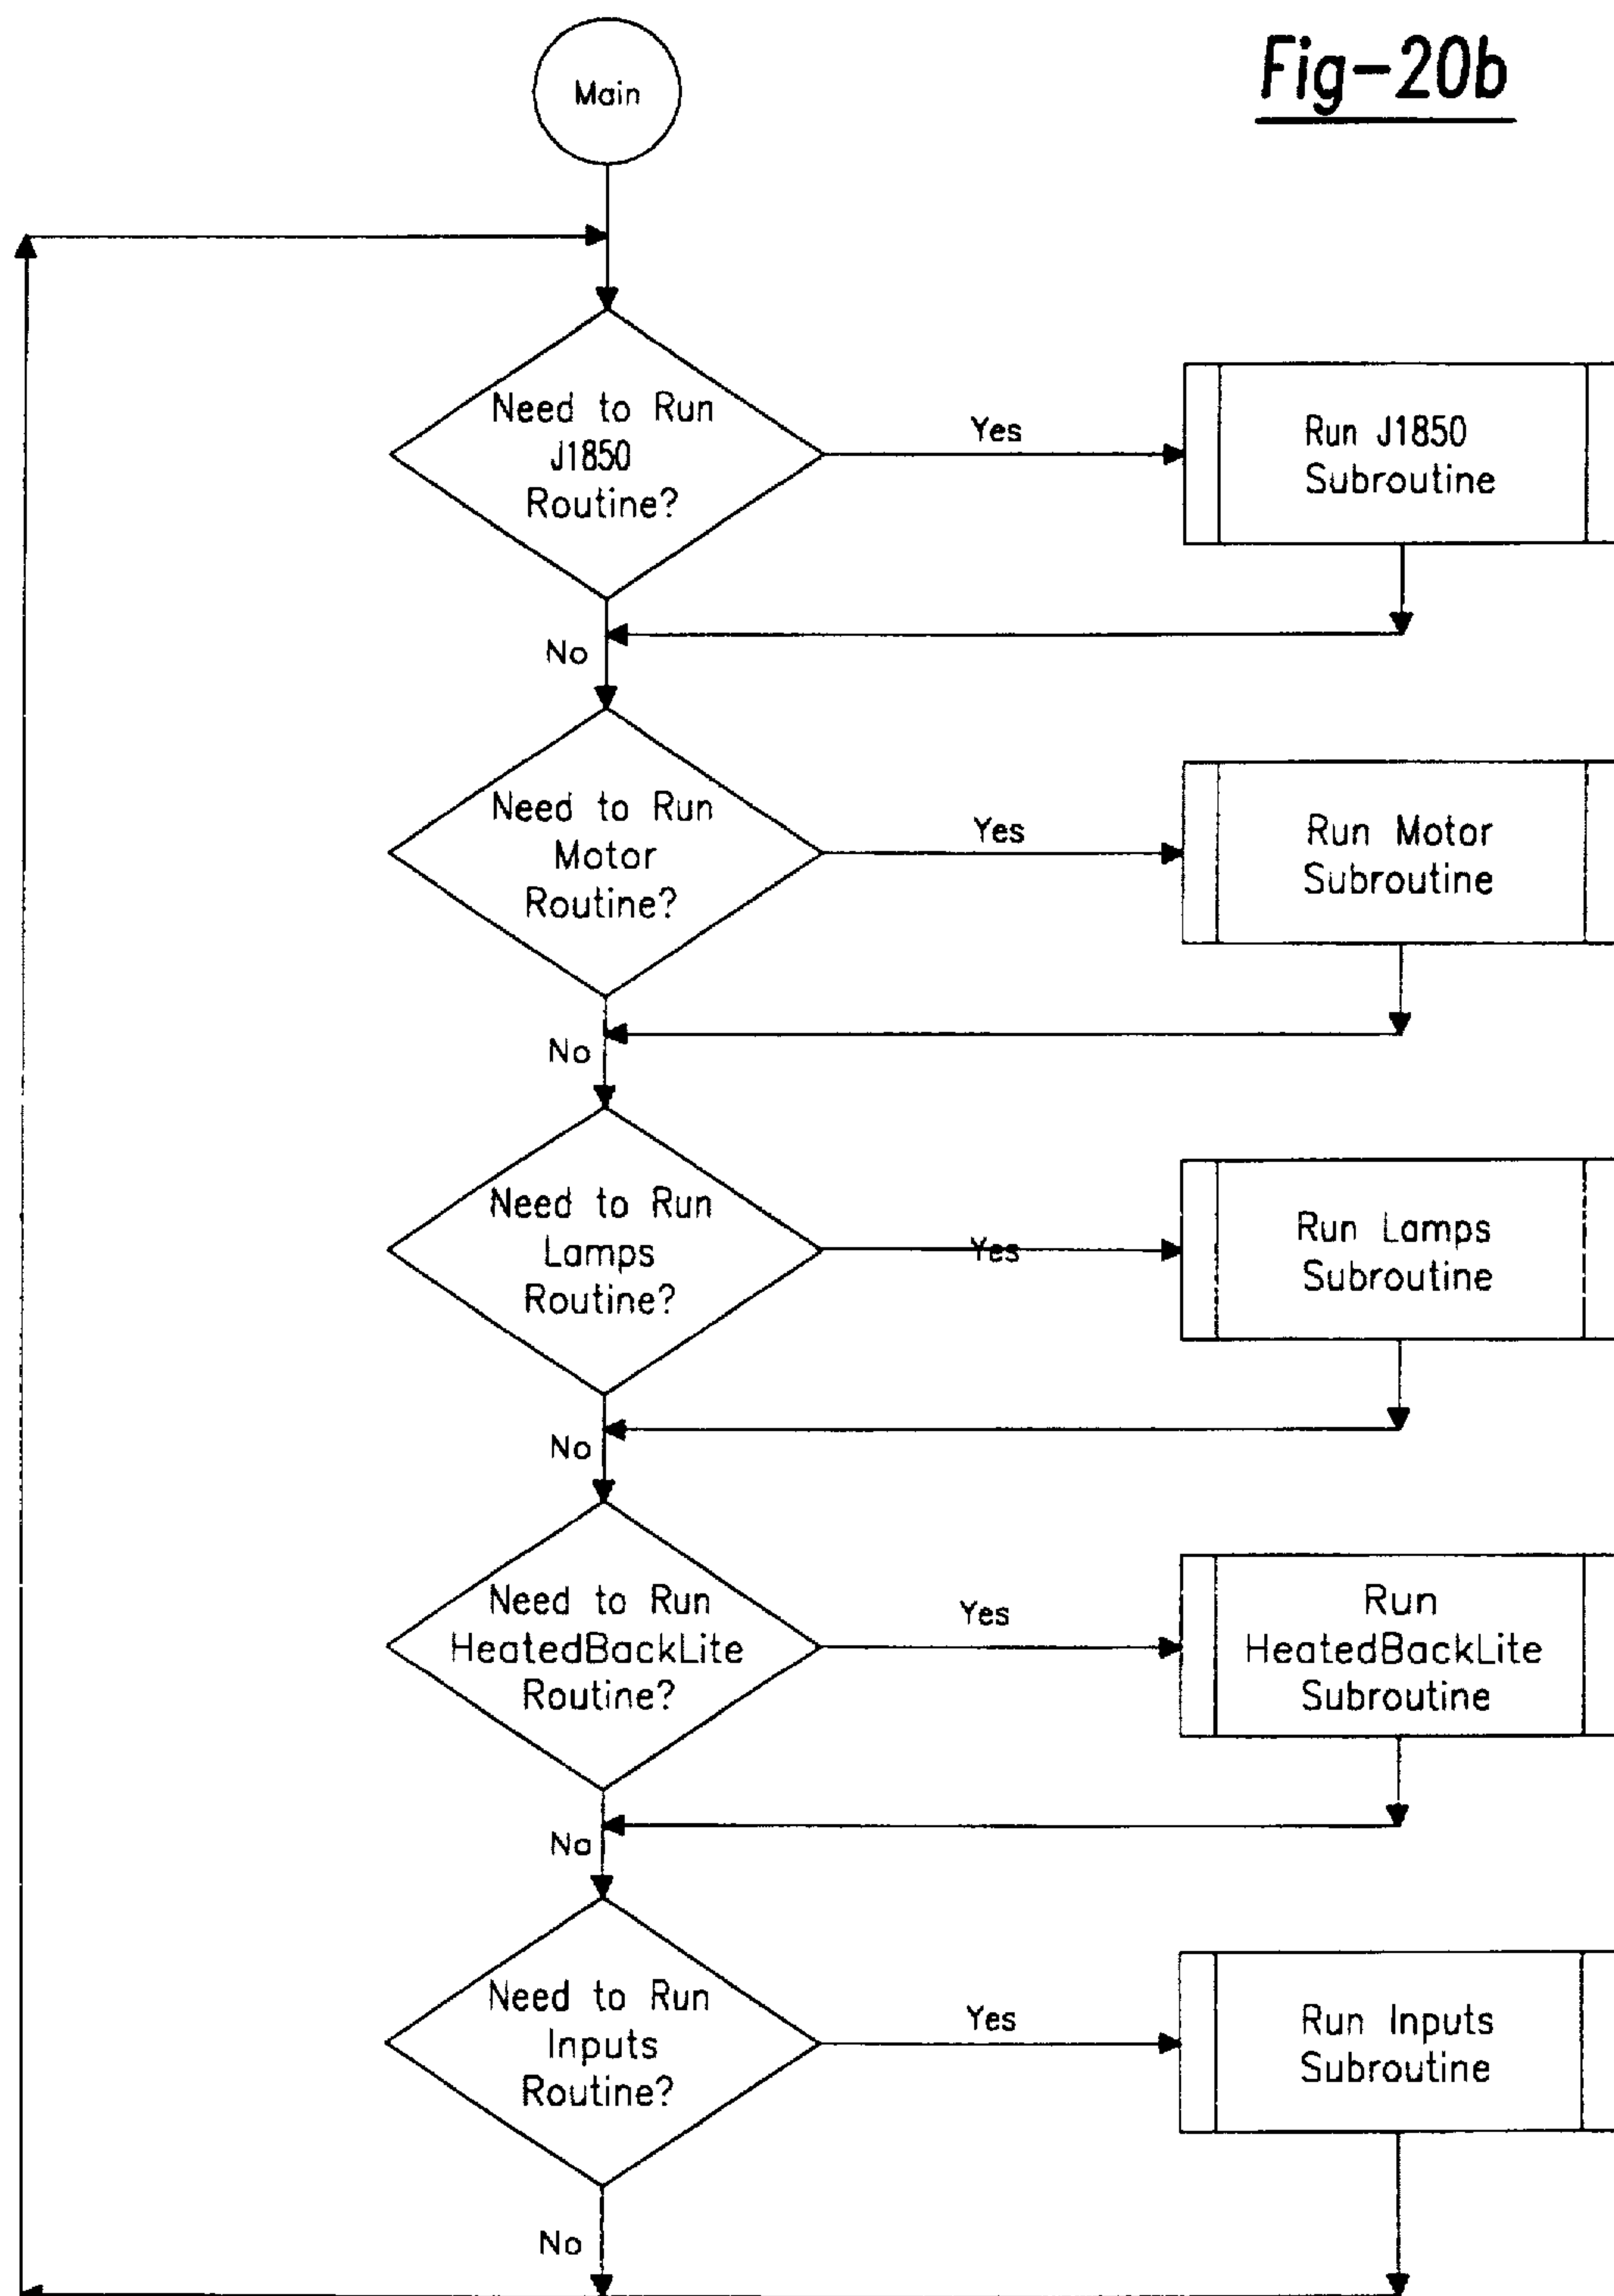 Fig-20b
Main
Need to Run
J1850
Routine?
Yes
Run J1850
Subroutine
No
Need to Run
Motor
Routine?
Yes
Run Motor
Subroutine
No
Need to Run
Lamps
Routine?
Yes
Run Lamps
Subroutine
No
Need to Run
HeatedBackLite
Routine?
Yes
Run
HeatedBackLite
Subroutine
No
Need to Run
Inputs
Routine?
Yes
Run Inputs
Subroutine
No